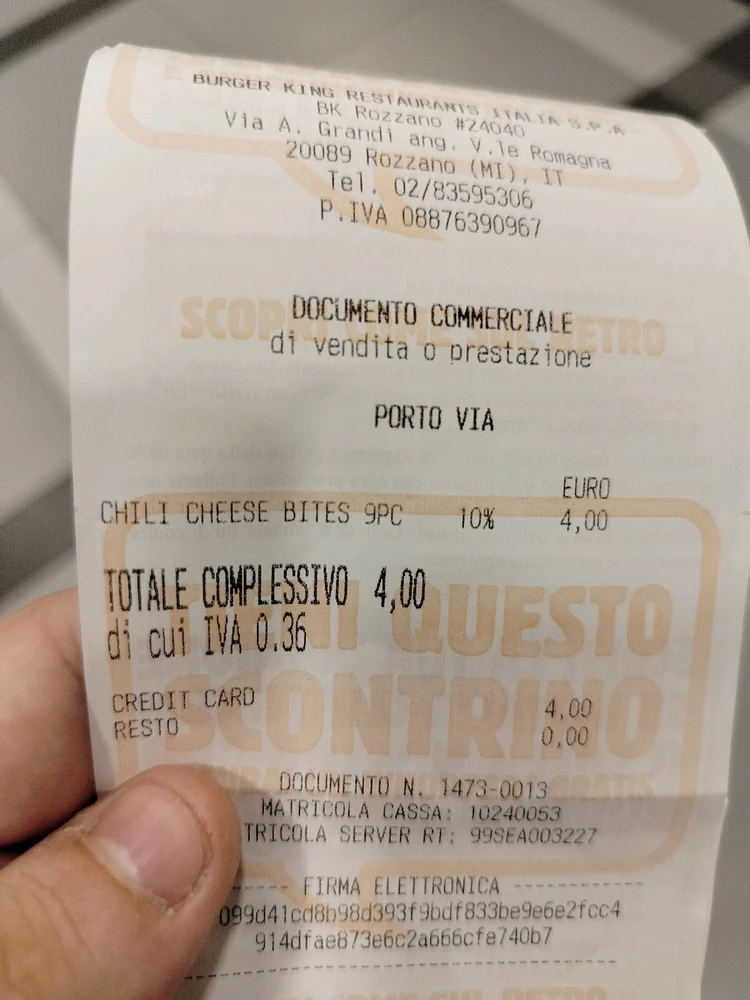 BURGER KING RESTAURANTS ITALIA S.P.A
BK Rozzano #24040
Via A. Grandi ang. V.le Romagna
20089 Rozzano (MI), IT
Tel. 02/83595306
P.IVA 08876390967
DOCUMENTO COMMERCIALE
di vendita o prestazione
PORTO VIA
EURO
CHILI CHEESE BITES 9PC 10% 4,00
TOTALE COMPLESSIVO 4,00
di cui IVA 0.36
QUESTO
SCONTRINO
CREDIT CARD 4,00
RESTO 0,00
DOCUMENTO N. 1473-0013
MATRICOLA CASSA: 10240053
TRICOLA SERVER RT: 99SEA003227
------ FIRMA ELETTRONICA --------------
099d41cd8b98d393f9bdf833be9e6e2fcc4
914dfae873e6c2a666cfe740b7